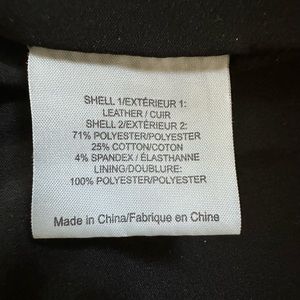 SHELL 1/EXTÉRIEUR 1:
LEATHER / CUIR
SHELL 2/EXTÉRIEUR 2:
71% POLYESTER/POLYESTER
25% COTTON/COTON
4% SPANDEX / ÉLASTHANNE
LINING/DOUBLURE:
100% POLYESTER/POLYESTER
Made in China/Fabrique en Chine